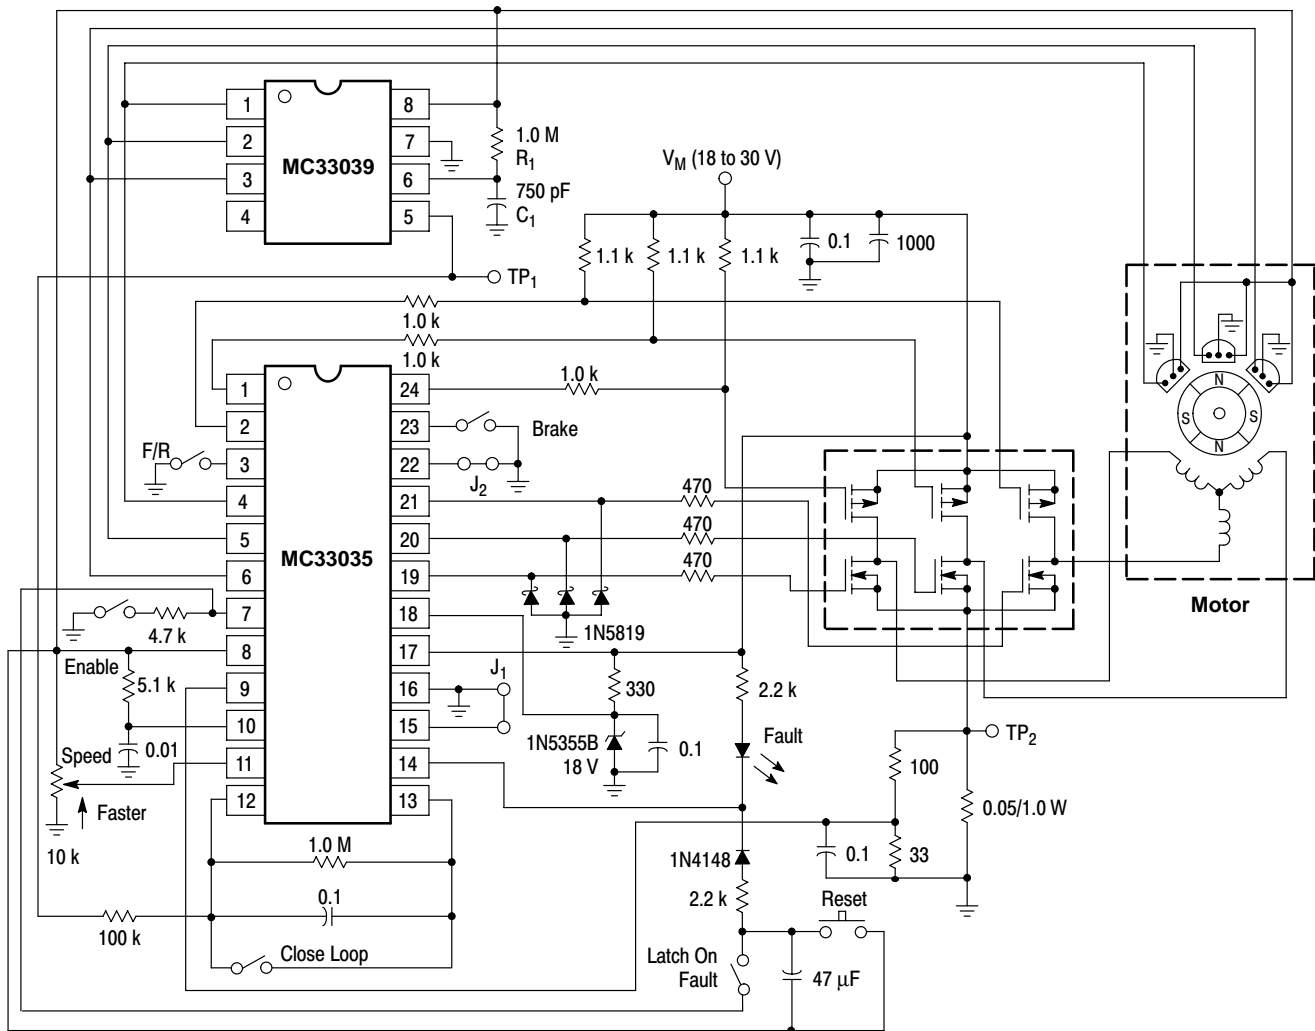 1
2
3
4
MC33039
8
7
6
5
1.0 M
R1
750 pF
C1
VM (18 to 30 V)
1.1 k
1.1 k
1.1 k
0.1
1000
TP1
1.0 k
1.0 k
1.0 k
F/R
1
2
3
4
5
6
7
8
9
10
11
12
MC33035
24
23
22
21
20
19
18
17
16
15
14
13
Brake
J2
470
470
470
N
S
S
N
Motor
4.7 k
Enable
5.1 k
0.01
Speed
Faster
10 k
1N5819
J1
330
1N5355B
18 V
0.1
2.2 k
Fault
TP2
100
0.05/1.0 W
0.1
33
1N4148
2.2 k
Reset
1.0 M
0.1
100 k
Close Loop
Latch On
Fault
47 μF